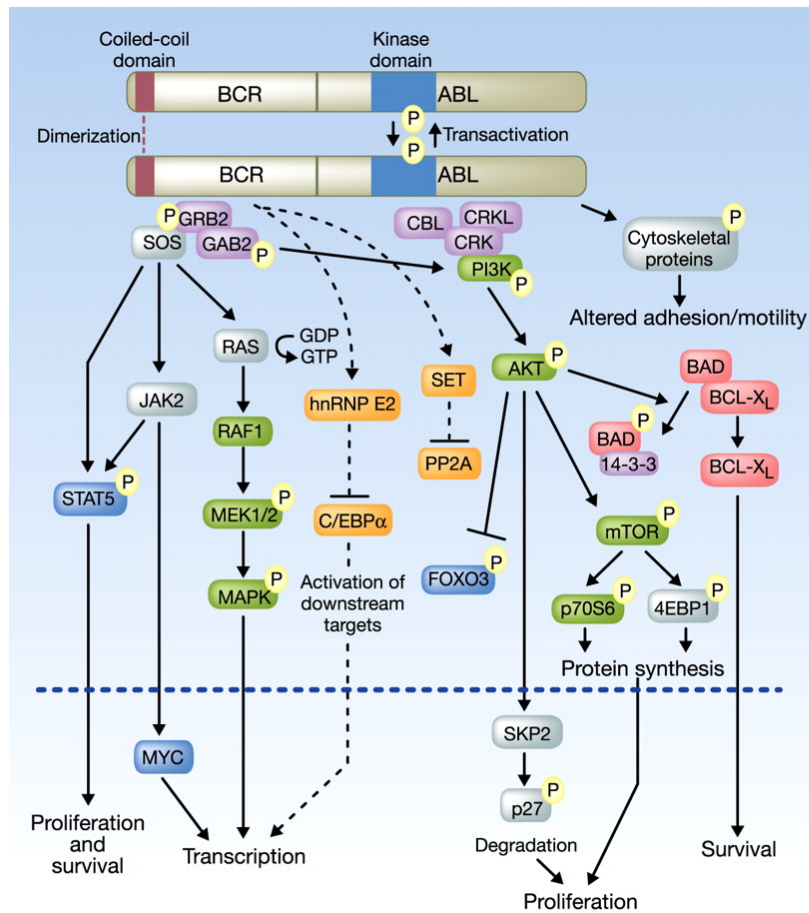 Coiled-coil
domain
Kinase
domain
BCR
ABL
P
Dimerization
Transactivation
P
BCR
ABL
P
GRB2
SOS
GAB2
P
CBL
CRKL
CRK
PI3K
P
P
Cytoskeletal
proteins
Altered adhesion/motility
RAS
GDP
GTP
JAK2
hnRNP E2
SET
AKT
P
BAD
BCL-XL
P
BAD
14-3-3
RAF1
PP2A
BCL-XL
STAT5
P
MEK1/2
P
C/EBPα
mTOR
P
MAPK
P
Activation of
downstream
targets
FOXO3
P
p70S6
P
4EBP1
P
Protein synthesis
MYC
SKP2
p27
P
Proliferation
and
survival
Transcription
Degradation
Survival
Proliferation